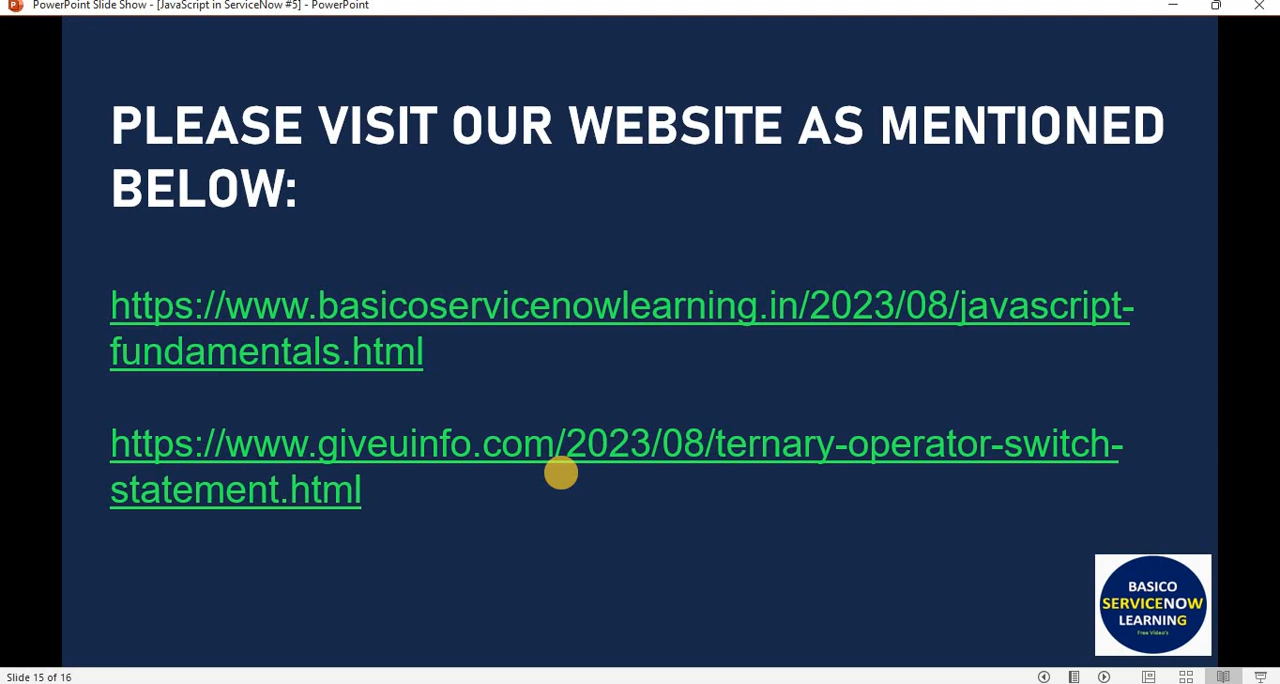 PowerPoint Slide Show - [JavaScript in ServiceNow #5] - PowerPoint
PLEASE VISIT OUR WEBSITE AS MENTIONED
BELOW:
https://www.basicoservicenowlearning.in/2023/08/javascript-
fundamentals.html
https://www.giveuinfo.com/2023/08/ternary-operator-switch-
statement.html
BASICO
SERVICENOW
LEARNING
Free Video's
Slide 15 of 16